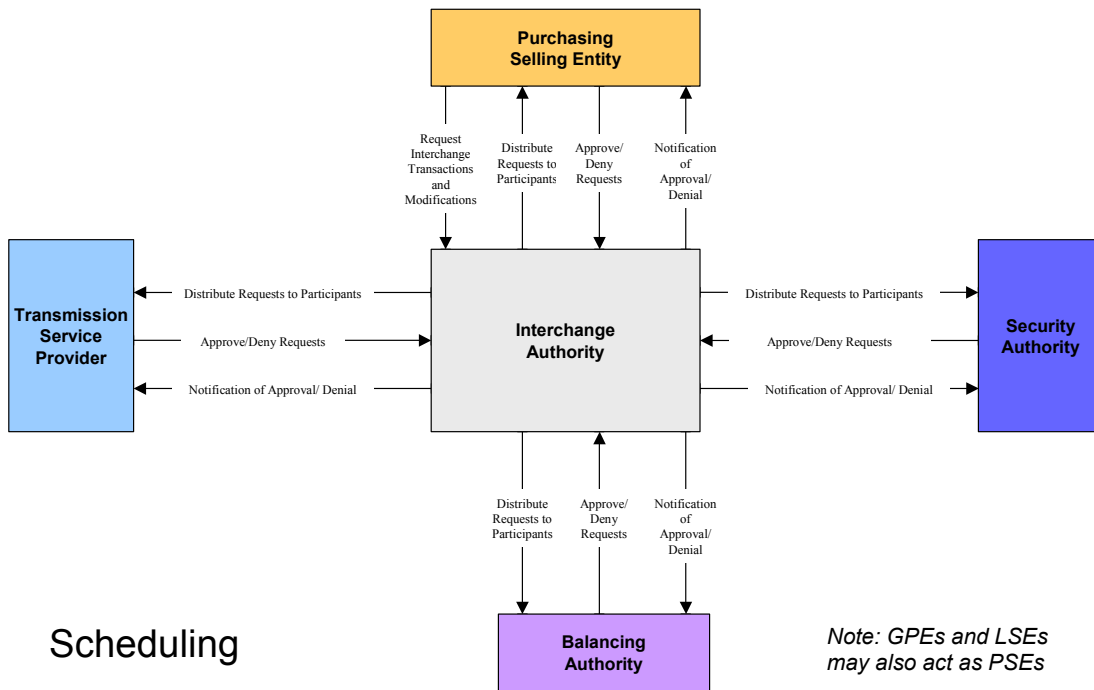 Purchasing
Selling Entity
Request
Interchange
Transactions
and
Modifications
Distribute
Requests to
Participants
Approve/
Deny
Requests
Notification
of
Approval/
Denial
Transmission
Service
Provider
Distribute Requests to Participants
Approve/Deny Requests
Notification of Approval/ Denial
Interchange
Authority
Distribute Requests to Participants
Approve/Deny Requests
Notification of Approval/ Denial
Security
Authority
Distribute
Requests to
Participants
Approve/
Deny
Requests
Notification
of
Approval/
Denial
Scheduling
Balancing
Authority
Note: GPEs and LSEs
may also act as PSEs